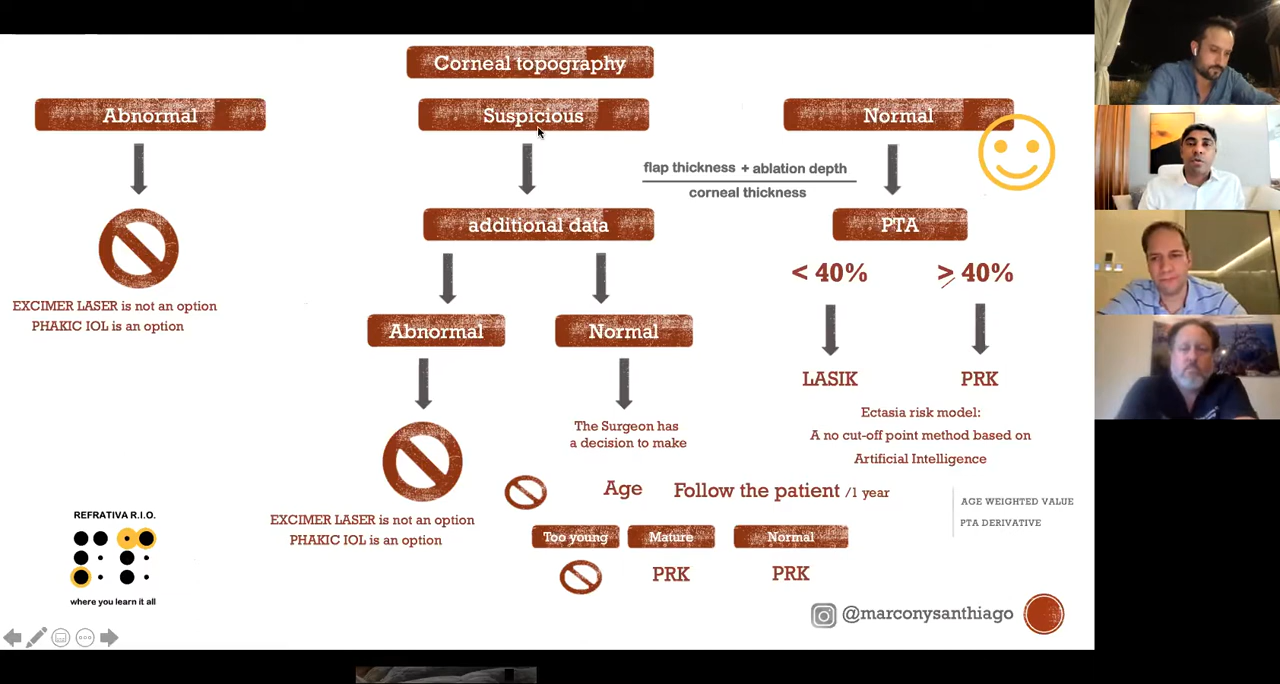 Corneal topography
Abnormal
Suspicious
Normal
flap thickness + ablation depth
corneal thickness
additional data
PTA
< 40%
≥ 40%
EXCIMER LASER is not an option
PHAKIC IOL is an option
Abnormal
Normal
LASIK
PRK
The Surgeon has
a decision to make
Ectasia risk model:
A no cut-off point method based on
Artificial Intelligence
Age
Follow the patient /1 year
AGE WEIGHTED VALUE
PTA DERIVATIVE
EXCIMER LASER is not an option
PHAKIC IOL is an option
Too young
Mature
Normal
PRK
PRK
REFRATIVA R.I.O.
where you learn it all
@marconysanthiago